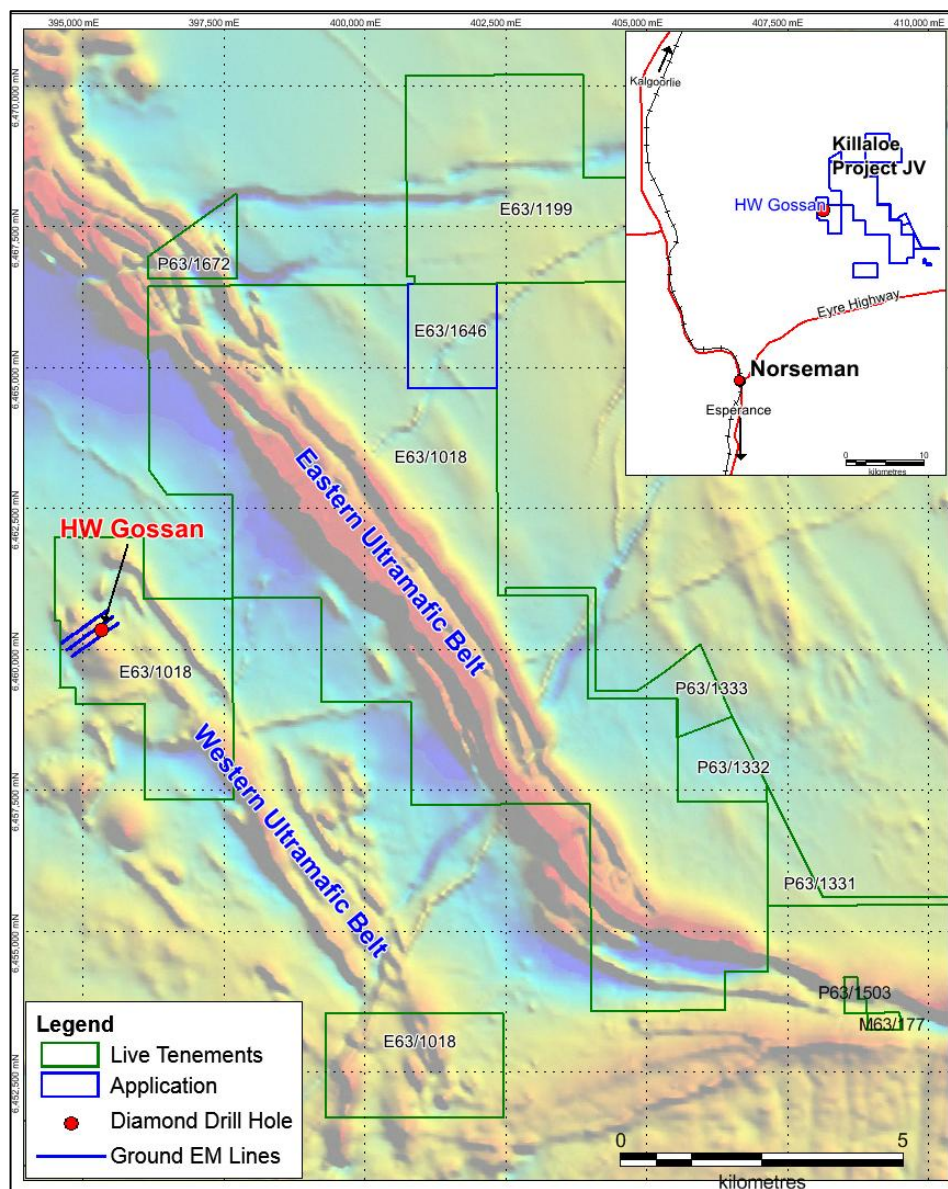 395,000 mE
397,500 mE
400,000 mE
402,500 mE
405,000 mE
407,500 mE
410,000 mE
6,470,000 mN
6,467,500 mN
6,465,000 mN
6,462,500 mN
6,460,000 mN
6,457,500 mN
6,455,000 mN
6,452,500 mN
Kalgoorlie
Killaloe
Project JV
HW Gossan
Eyre Highway
Norseman
Esperance
0
10
kilometres
E63/1199
P63/1672
E63/1646
E63/1018
Eastern Ultramafic Belt
HW Gossan
E63/1018
P63/1333
P63/1332
Western Ultramafic Belt
P63/1331
P63/1503
M63/177
E63/1018
Legend
Live Tenements
Application
Diamond Drill Hole
Ground EM Lines
0
5
kilometres